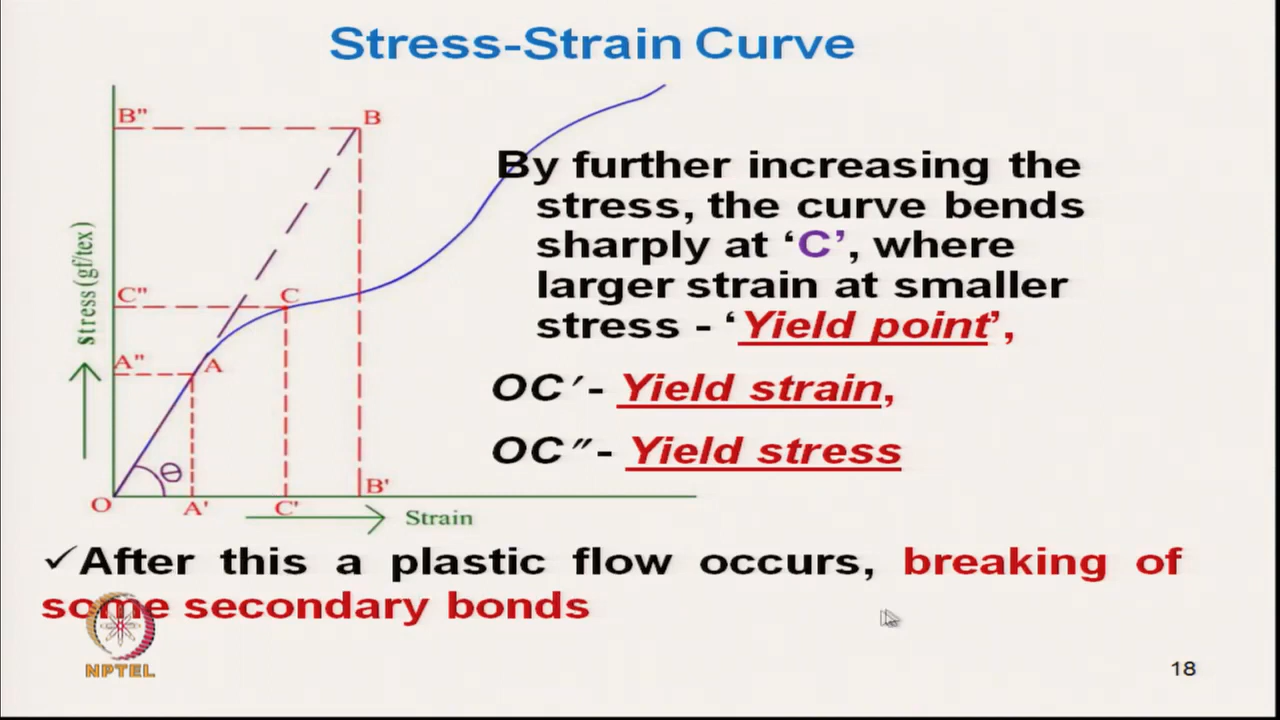 Stress-Strain Curve
B"
B
By further increasing the
stress, the curve bends
sharply at ‘C’, where
larger strain at smaller
stress - ‘Yield point’,
Stress (gf/tex)
C"
C
A"
A
OC′- Yield strain,
OC″- Yield stress
Θ
O
A'
C'
B'
Strain
✓After this a plastic flow occurs, breaking of
some secondary bonds
NPTEL
18